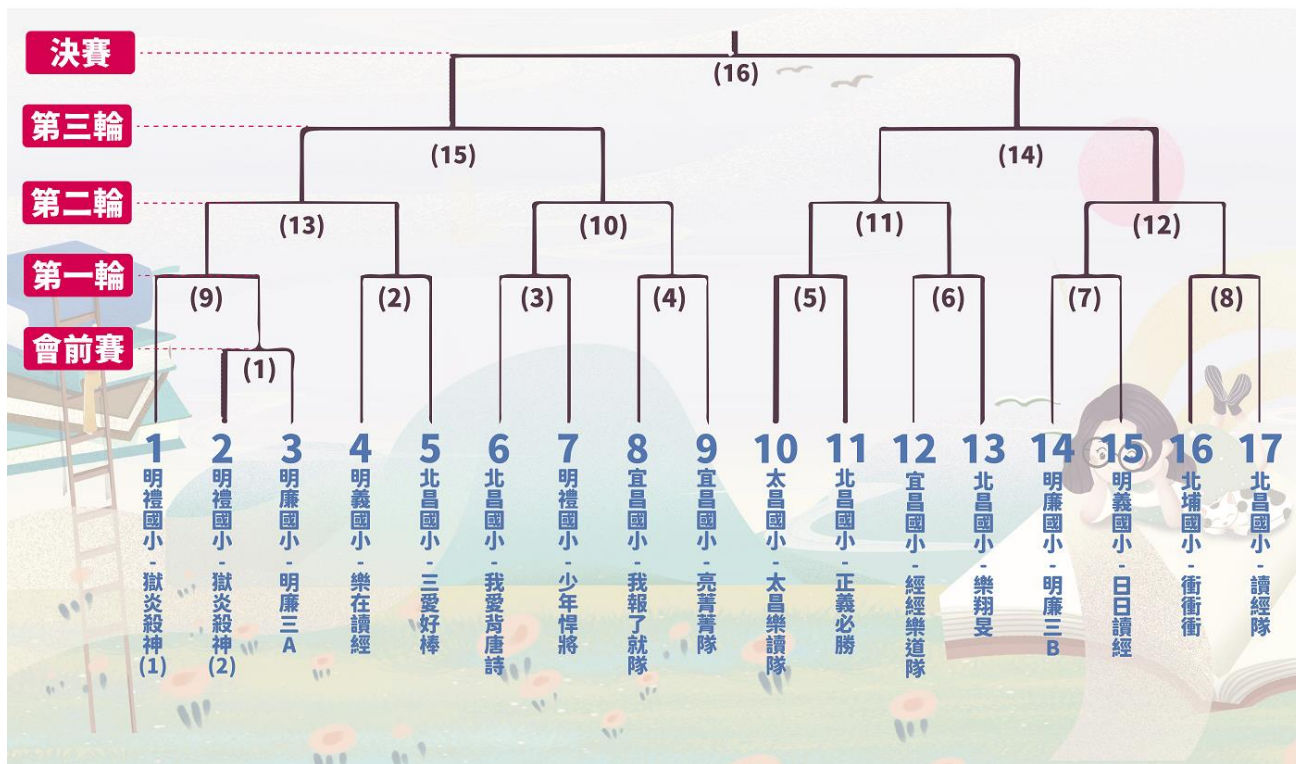 決賽
(16)
第三輪
(15)
(14)
第二輪
(13)
(10)
(11)
(12)
第一輪
(9)
(2)
(3)
(4)
(5)
(6)
(7)
(8)
會前賽
(1)
1
明禮國小-獄炎殺神(1)
2
明禮國小-獄炎殺神(2)
3
明廉國小-明廉三A
4
明義國小-樂在讀經
5
北昌國小-三愛好棒
6
北昌國小-我愛背唐詩
7
明禮國小-少年悍將
8
宜昌國小-我報了就隊
9
宜昌國小-亮菁菁隊
10
太昌國小-太昌樂讀隊
11
北昌國小-正義必勝
12
宜昌國小-經經樂道隊
13
北昌國小-樂翔旻
14
明廉國小-明廉三B
15
明義國小-日日讀經
16
北埔國小-衝衝衝
17
北昌國小-讀經隊